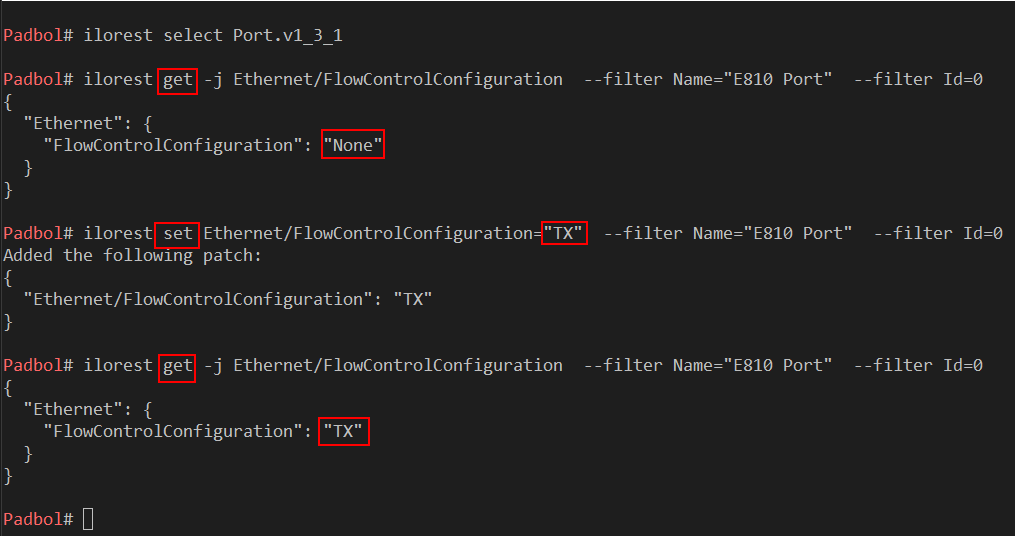 Padbol# ilorest select Port.v1_3_1
Padbol# ilorest get -j Ethernet/FlowControlConfiguration  --filter Name="E810 Port"  --filter Id=0
{
  "Ethernet": {
    "FlowControlConfiguration": "None"
  }
}
Padbol# ilorest set Ethernet/FlowControlConfiguration="TX"  --filter Name="E810 Port"  --filter Id=0
Added the following patch:
{
  "Ethernet/FlowControlConfiguration": "TX"
}
Padbol# ilorest get -j Ethernet/FlowControlConfiguration  --filter Name="E810 Port"  --filter Id=0
{
  "Ethernet": {
    "FlowControlConfiguration": "TX"
  }
}
Padbol#